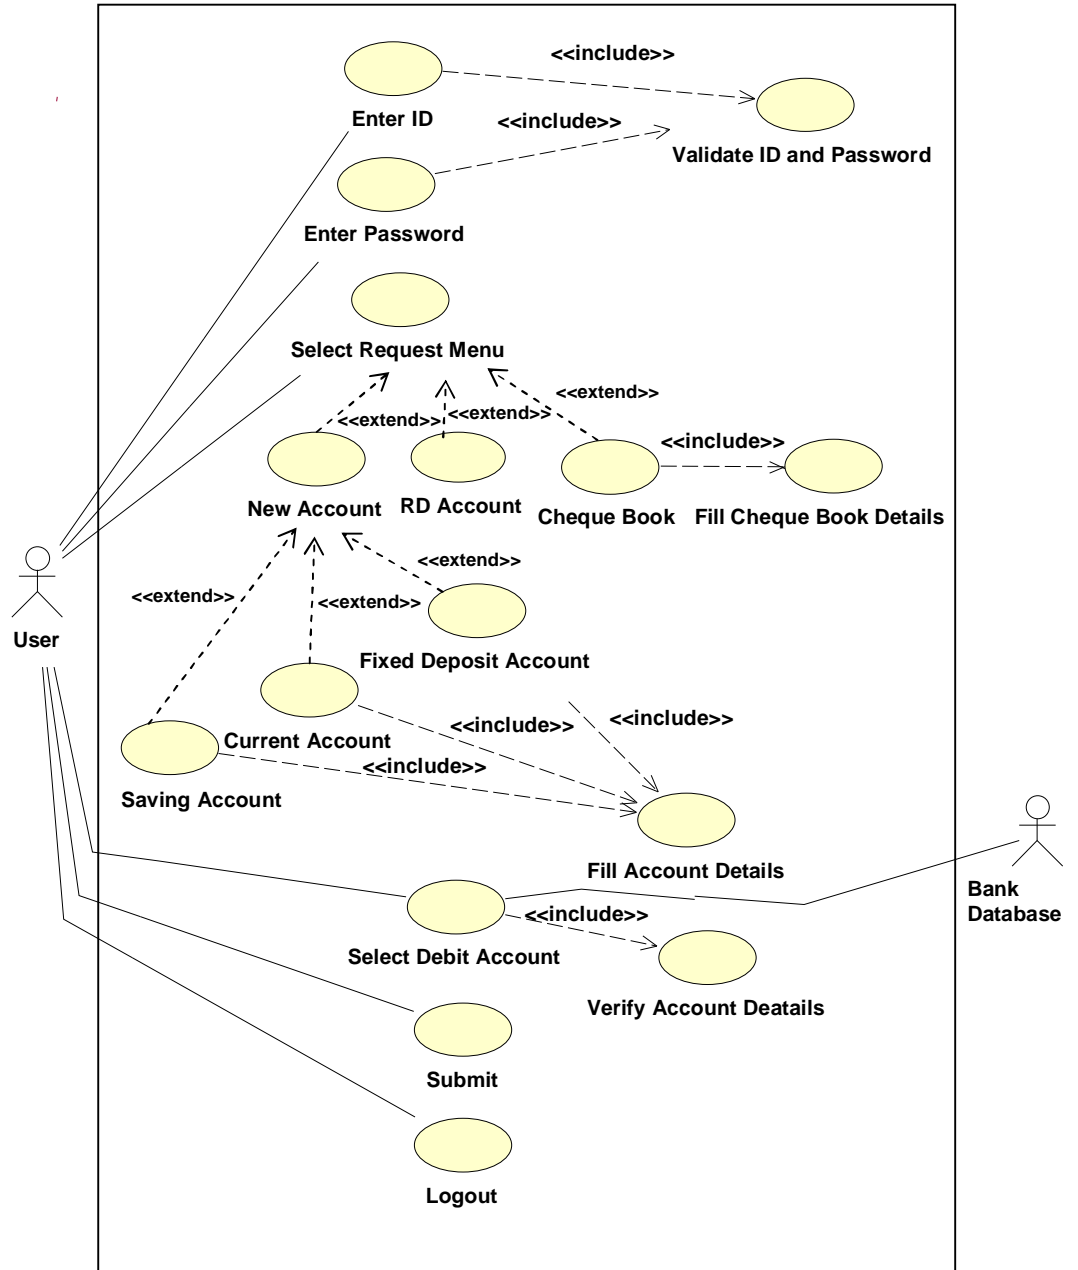 <<include>>
Enter ID
<<include>>
Validate ID and Password
Enter Password
Select Request Menu
<<extend>>
<<extend>>
<<extend>>
<<include>>
New Account
RD Account
Cheque Book
Fill Cheque Book Details
<<extend>>
<<extend>>
<<extend>>
User
Fixed Deposit Account
<<include>>
<<include>>
Current Account
<<include>>
Saving Account
Fill Account Details
Bank
Database
<<include>>
Select Debit Account
Verify Account Deatails
Submit
Logout